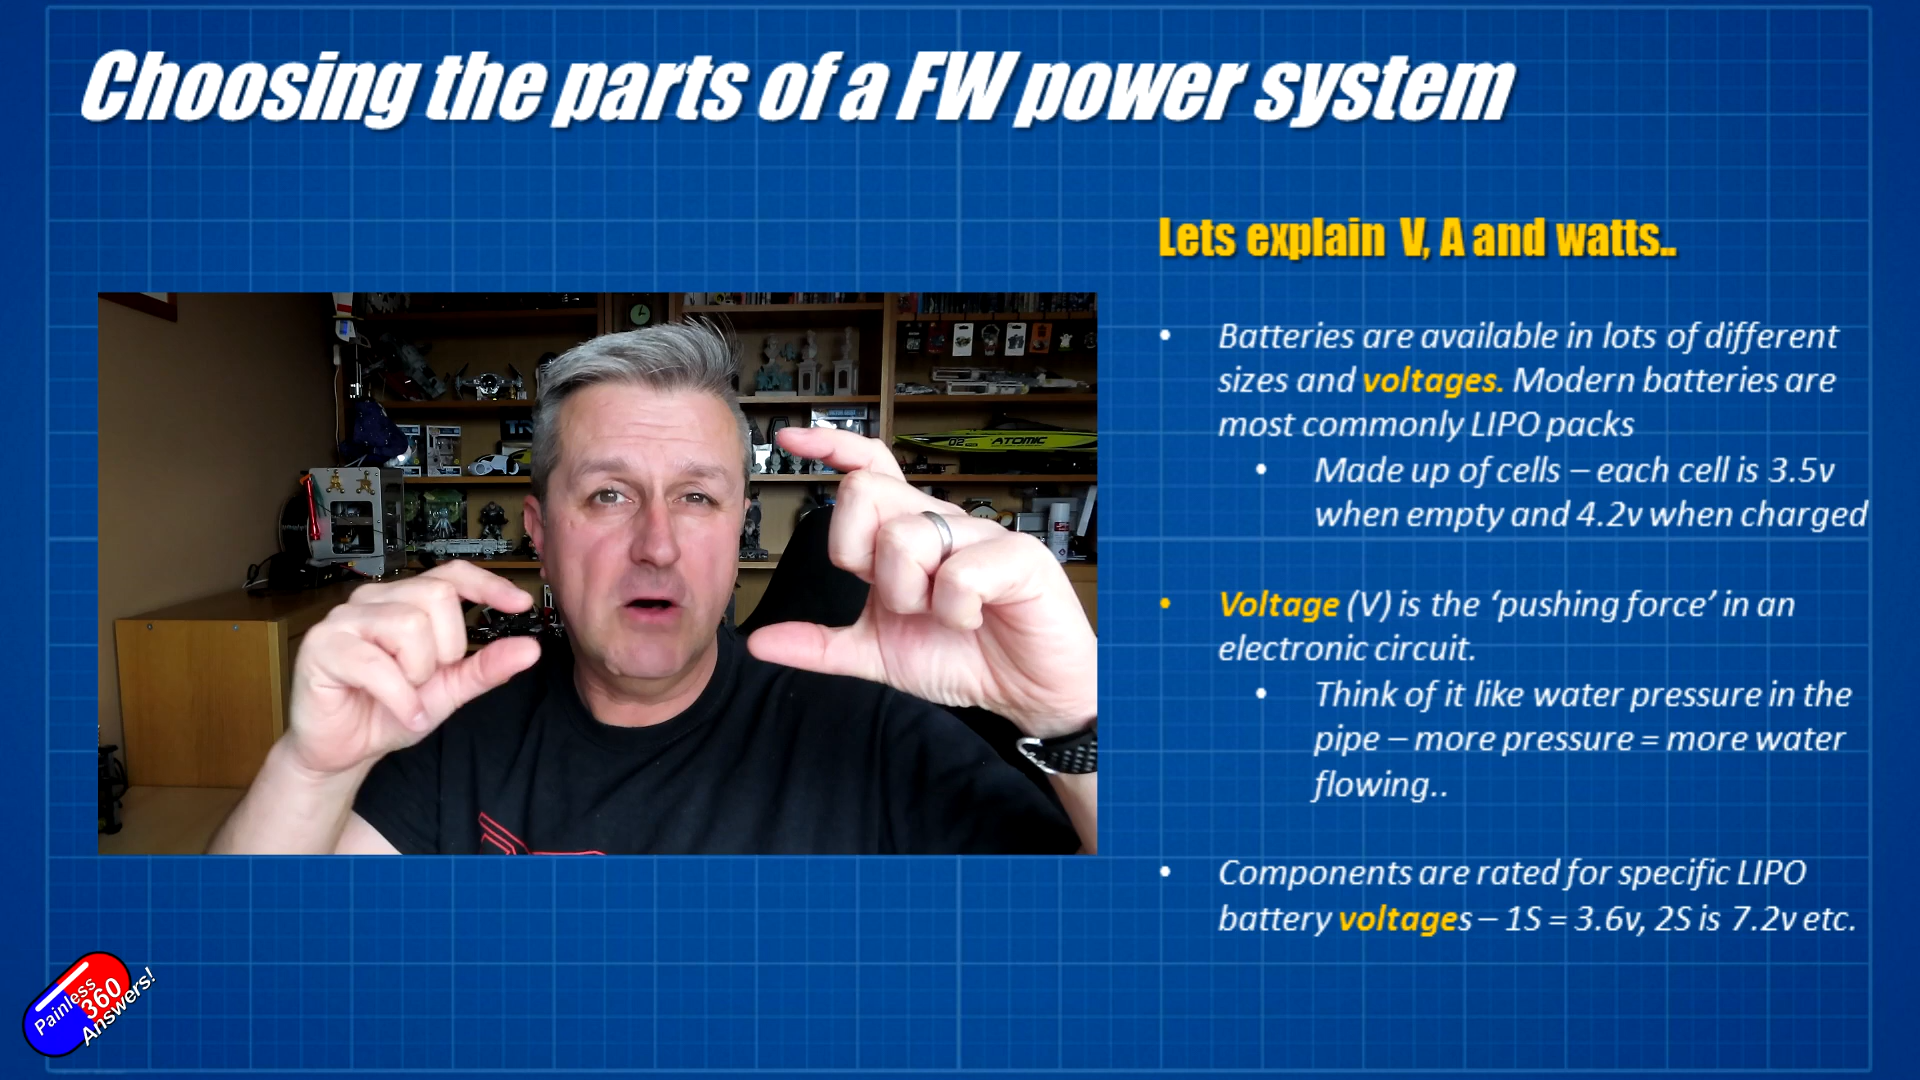 Choosing the parts of a FW power system
Lets explain V, A and watts..
• Batteries are available in lots of different
sizes and voltages. Modern batteries are
most commonly LIPO packs
• Made up of cells – each cell is 3.5v
when empty and 4.2v when charged
• Voltage (V) is the ‘pushing force’ in an
electronic circuit.
• Think of it like water pressure in the
pipe – more pressure = more water
flowing..
• Components are rated for specific LIPO
battery voltages – 1S = 3.6v, 2S is 7.2v etc.
02 ATOMIC
Painless
360
Answers!